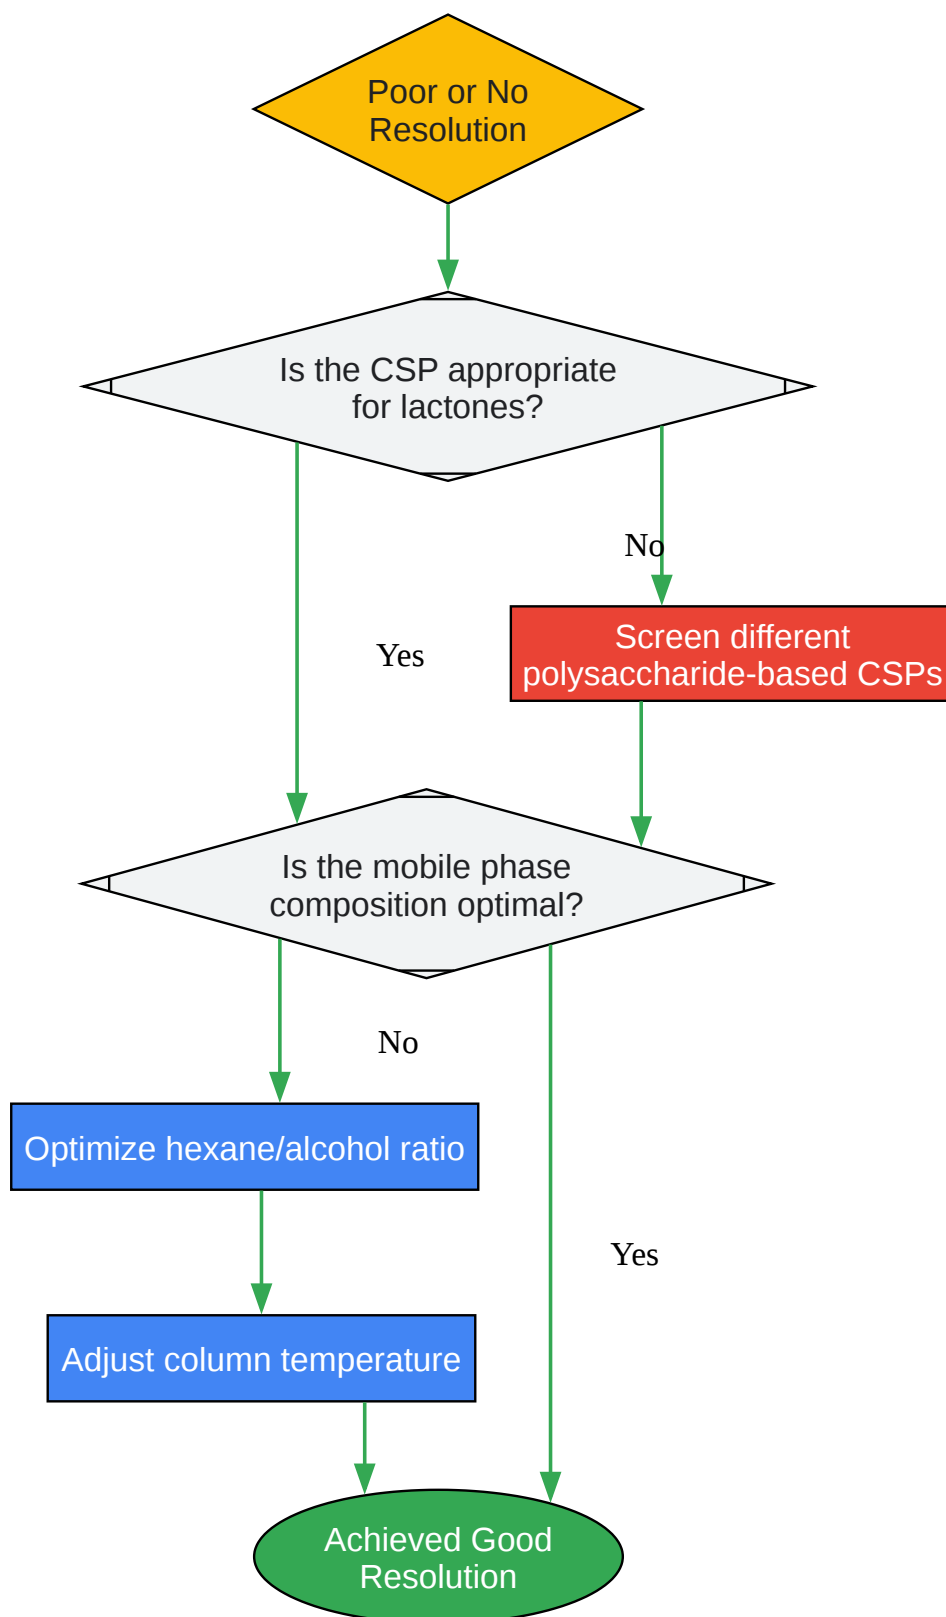 Poor or No
Resolution
Is the CSP appropriate
for lactones?
No
Screen different
polysaccharide-based CSPs
Yes
Is the mobile phase
composition optimal?
No
Optimize hexane/alcohol ratio
Yes
Adjust column temperature
Achieved Good
Resolution